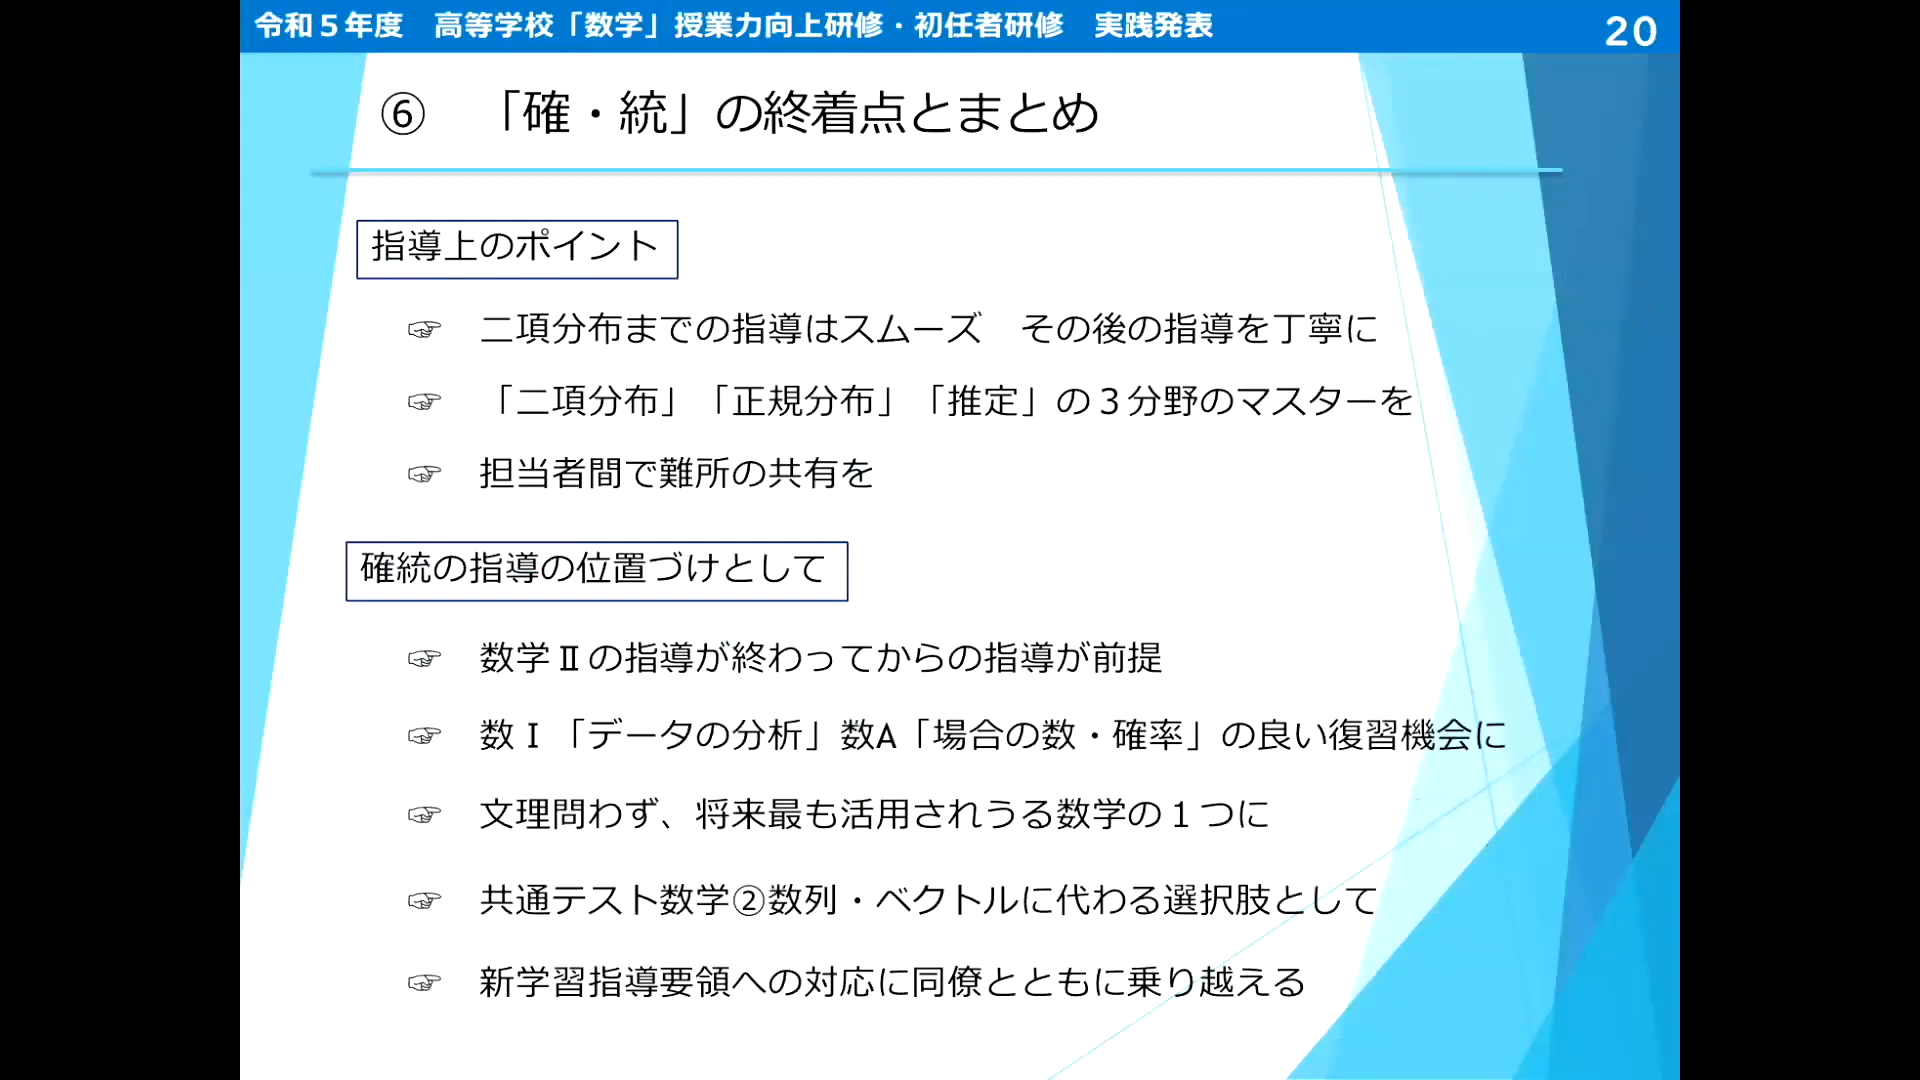 令和５年度　高等学校「数学」授業力向上研修・初任者研修　実践発表
20
⑥　「確・統」の終着点とまとめ
指導上のポイント
☞　二項分布までの指導はスムーズ　その後の指導を丁寧に
☞　「二項分布」「正規分布」「推定」の３分野のマスターを
☞　担当者間で難所の共有を
確統の指導の位置づけとして
☞　数学Ⅱの指導が終わってからの指導が前提
☞　数Ⅰ「データの分析」数A「場合の数・確率」の良い復習機会に
☞　文理問わず、将来最も活用されうる数学の１つに
☞　共通テスト数学②数列・ベクトルに代わる選択肢として
☞　新学習指導要領への対応に同僚とともに乗り越える